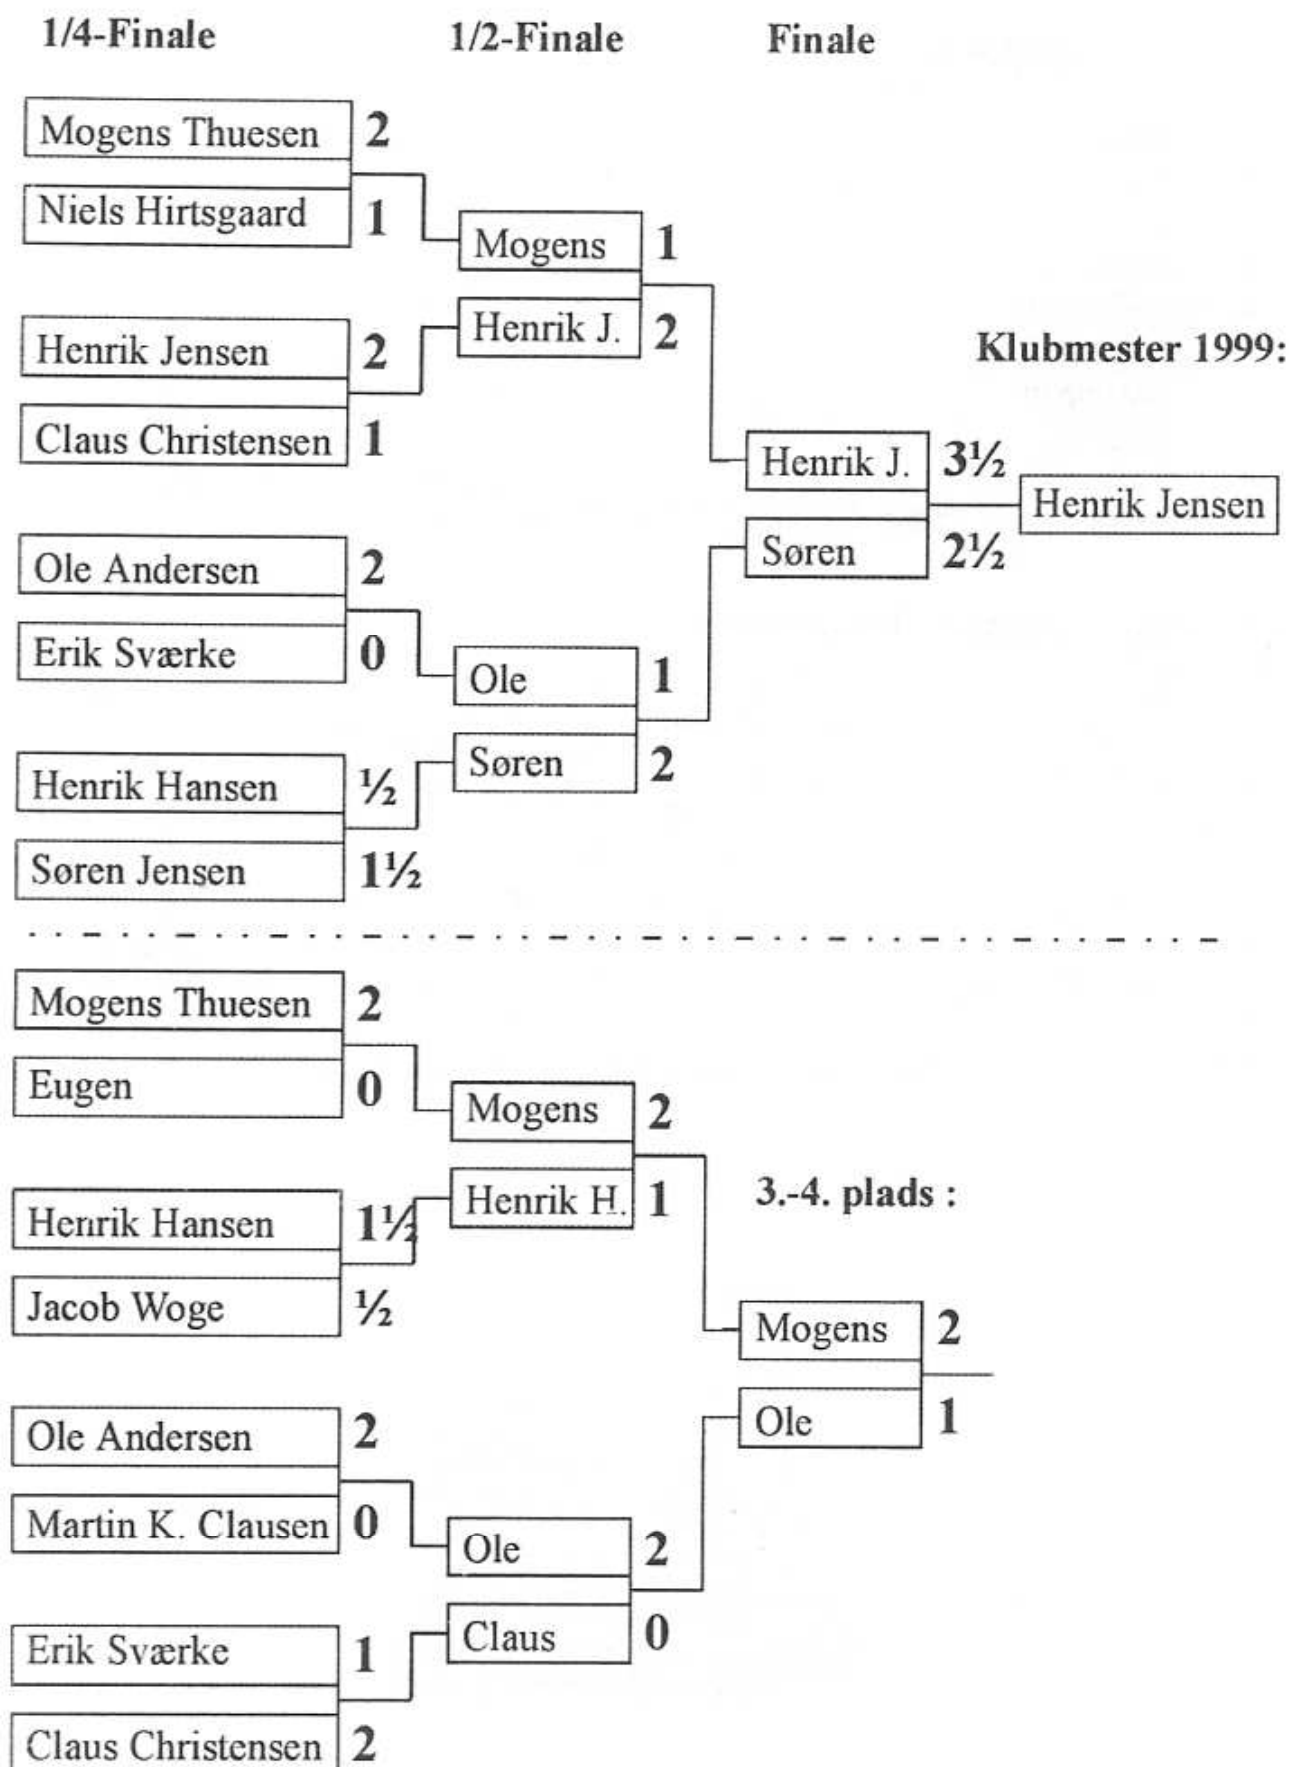 1/4-Finale 1/2-Finale Finale
Mogens Thuesen 2
Niels Hirtsgaard 1
Mogens 1
Henrik J. 2
Henrik Jensen 2
Claus Christensen 1
Klubmester 1999:
Henrik J. 3½
Henrik Jensen
Søren 2½
Ole Andersen 2
Erik Sværke 0
Ole 1
Søren 2
Henrik Hansen ½
Søren Jensen 1½
Mogens Thuesen 2
Eugen 0
Mogens 2
Henrik H. 1
3.-4. plads :
Henrik Hansen 1½
Jacob Woge ½
Mogens 2
Ole 1
Ole Andersen 2
Martin K. Clausen 0
Ole 2
Claus 0
Erik Sværke 1
Claus Christensen 2